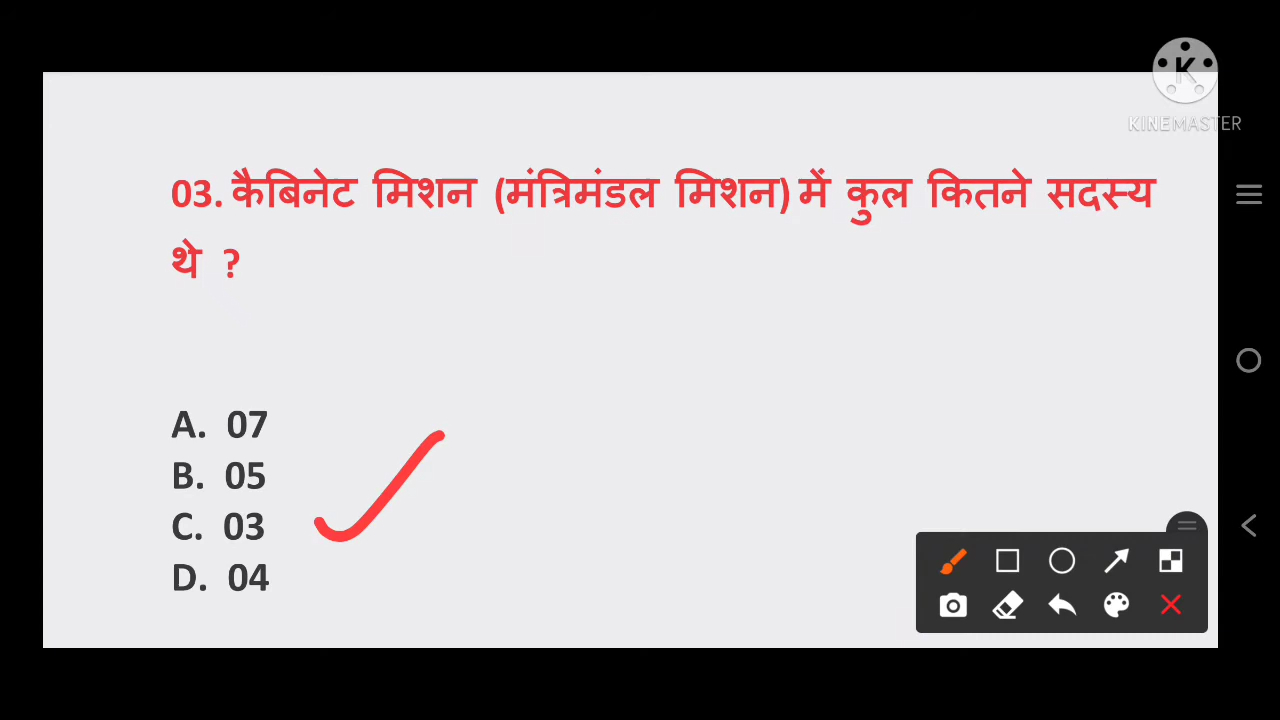 KINEMASTER
03. कैबिनेट मिशन (मंत्रिमंडल मिशन) में कुल कितने सदस्य
थे ?
A. 07
B. 05
C. 03
D. 04